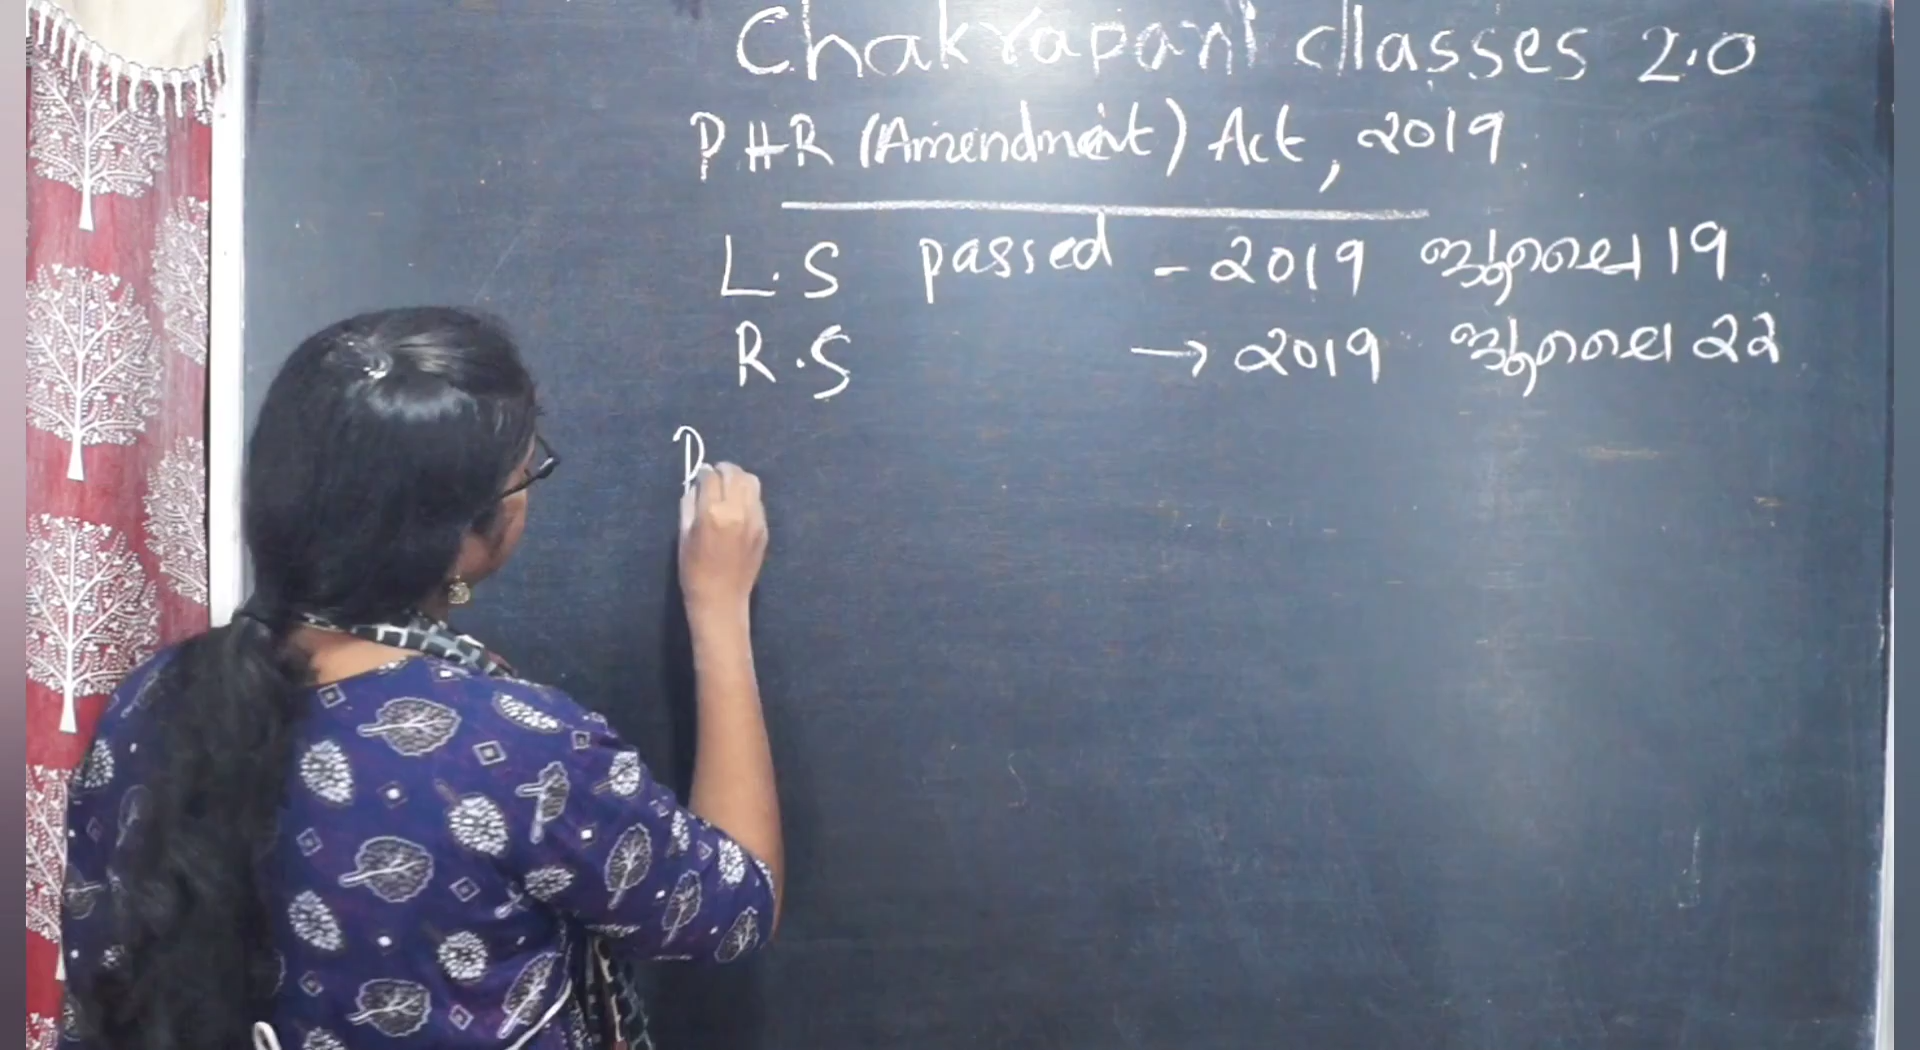 Chakrapani classes 2.0
PHR (Amendment) Act, 2019.
L.S passed - 2019 ജൂലൈ 19
R.S → 2019 ജൂലൈ 22
P